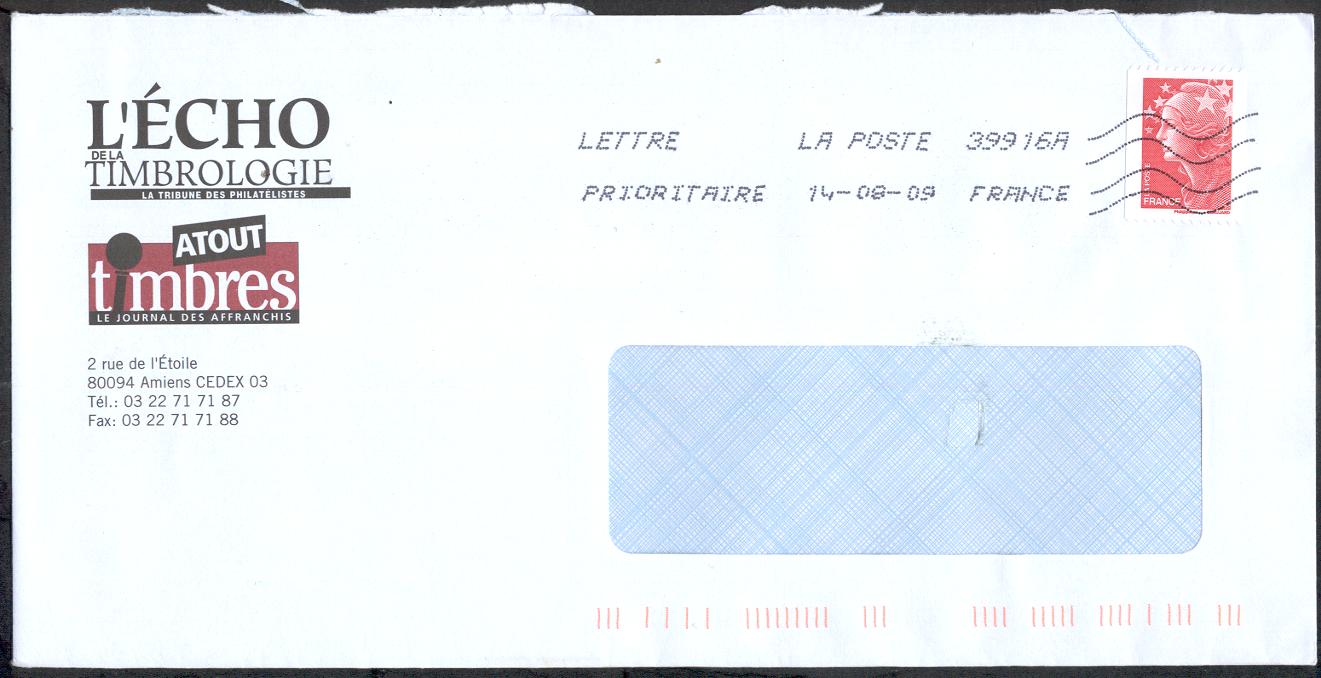 L'ÉCHO
DE LA
TIMBROLOGIE
LA TRIBUNE DES PHILATÉLISTES
ATOUT
timbres
LE JOURNAL DES AFFRANCHIS
2 rue de l'Étoile
80094 Amiens CEDEX 03
Tél.: 03 22 71 71 87
Fax: 03 22 71 71 88
LETTRE LA POSTE 39916A
PRIORITAIRE 14-08-09 FRANCE
LA POSTE
FRANCE